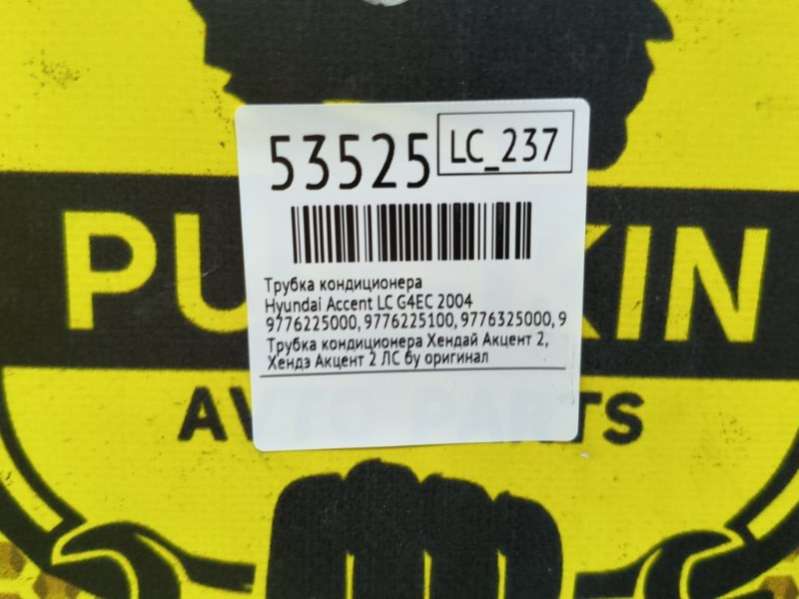 53525
LC_237
Трубка кондиционера
Hyundai Accent LC G4EC 2004
9776225000, 9776225100, 9776325000, 9
Трубка кондиционера Хендай Акцент 2,
Хендэ Акцент 2 ЛС бу оригинал